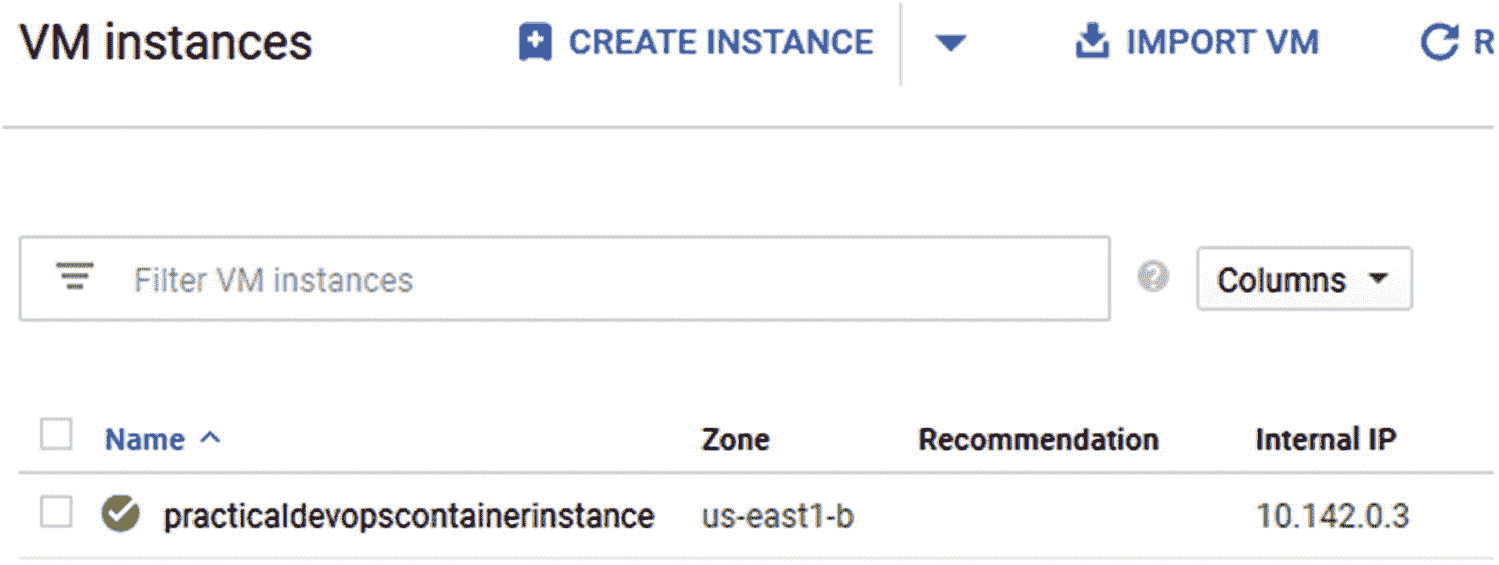 VM instances CREATE INSTANCE IMPORT VM R
Filter VM instances ? Columns
Name Zone Recommendation Internal IP
practicaldevopscontainerinstance us-east1-b 10.142.0.3